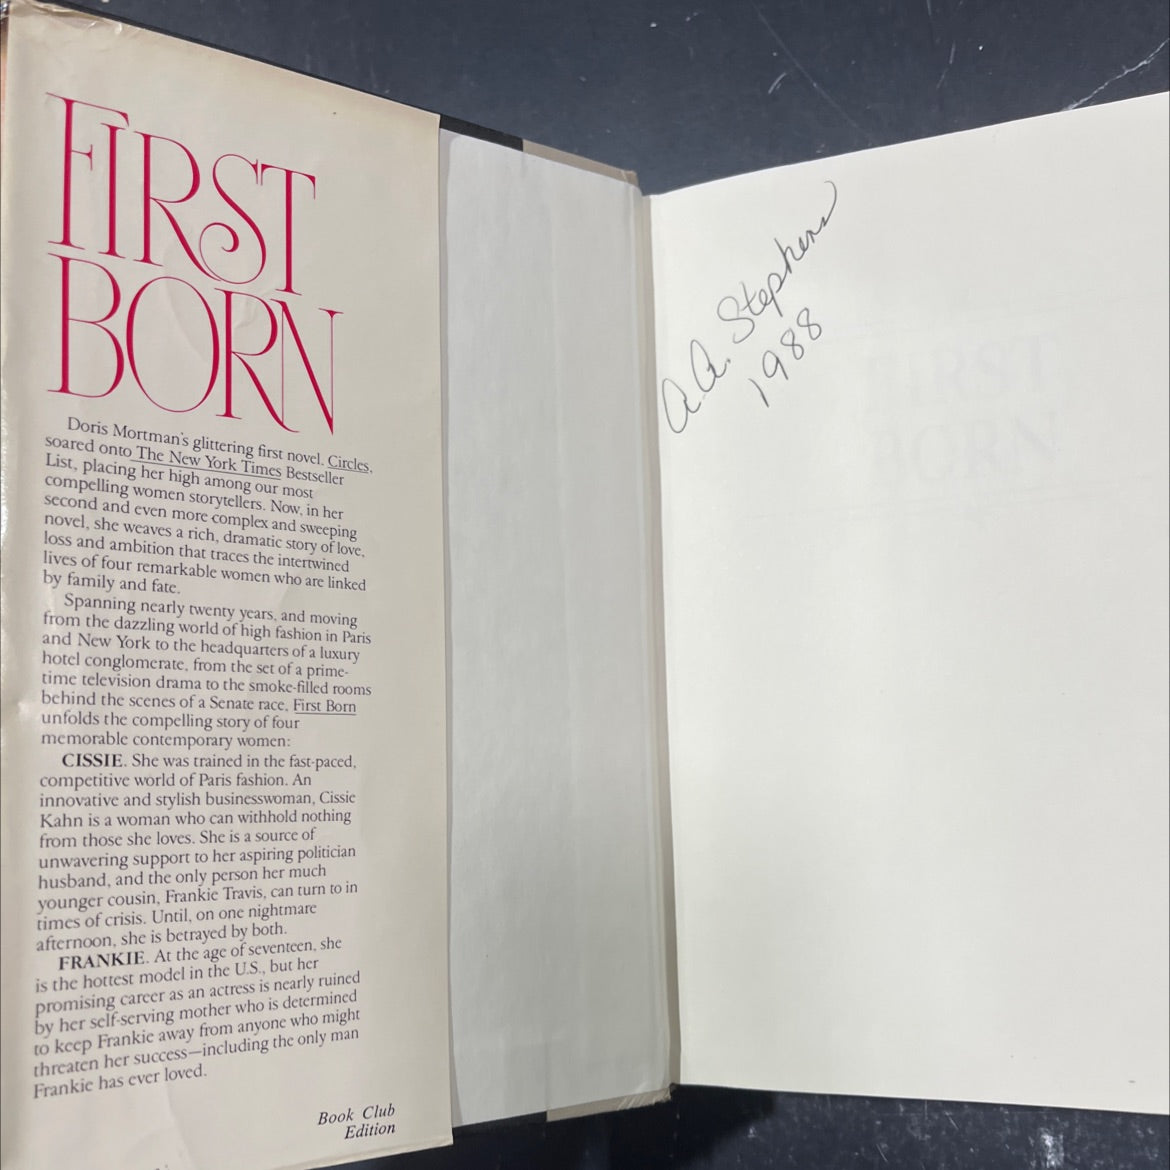 FIRST
BORN
Doris Mortman's glittering first novel, Circles,
soared onto The New York Times Bestseller
List, placing her high among our most
compelling women storytellers. Now, in her
second and even more complex and sweeping
novel, she weaves a rich, dramatic story of love,
loss and ambition that traces the intertwined
lives of four remarkable women who are linked
by family and fate.
Spanning nearly twenty years, and moving
from the dazzling world of high fashion in Paris
and New York to the headquarters of a luxury
hotel conglomerate, from the set of a prime-
time television drama to the smoke-filled rooms
behind the scenes of a Senate race, First Born
unfolds the compelling story of four
memorable contemporary women:
CISSIE. She was trained in the fast-paced,
competitive world of Paris fashion. An
innovative and stylish businesswoman, Cissie
Kahn is a woman who can withhold nothing
from those she loves. She is a source of
unwavering support to her aspiring politician
husband, and the only person her much
younger cousin, Frankie Travis, can turn to in
times of crisis. Until, on one nightmare
afternoon, she is betrayed by both.
FRANKIE. At the age of seventeen, she
is the hottest model in the U.S., but her
promising career as an actress is nearly ruined
by her self-serving mother who is determined
to keep Frankie away from anyone who might
threaten her success—including the only man
Frankie has ever loved.
Book Club
Edition
A.A. Stephens
1988
FIRST
BORN